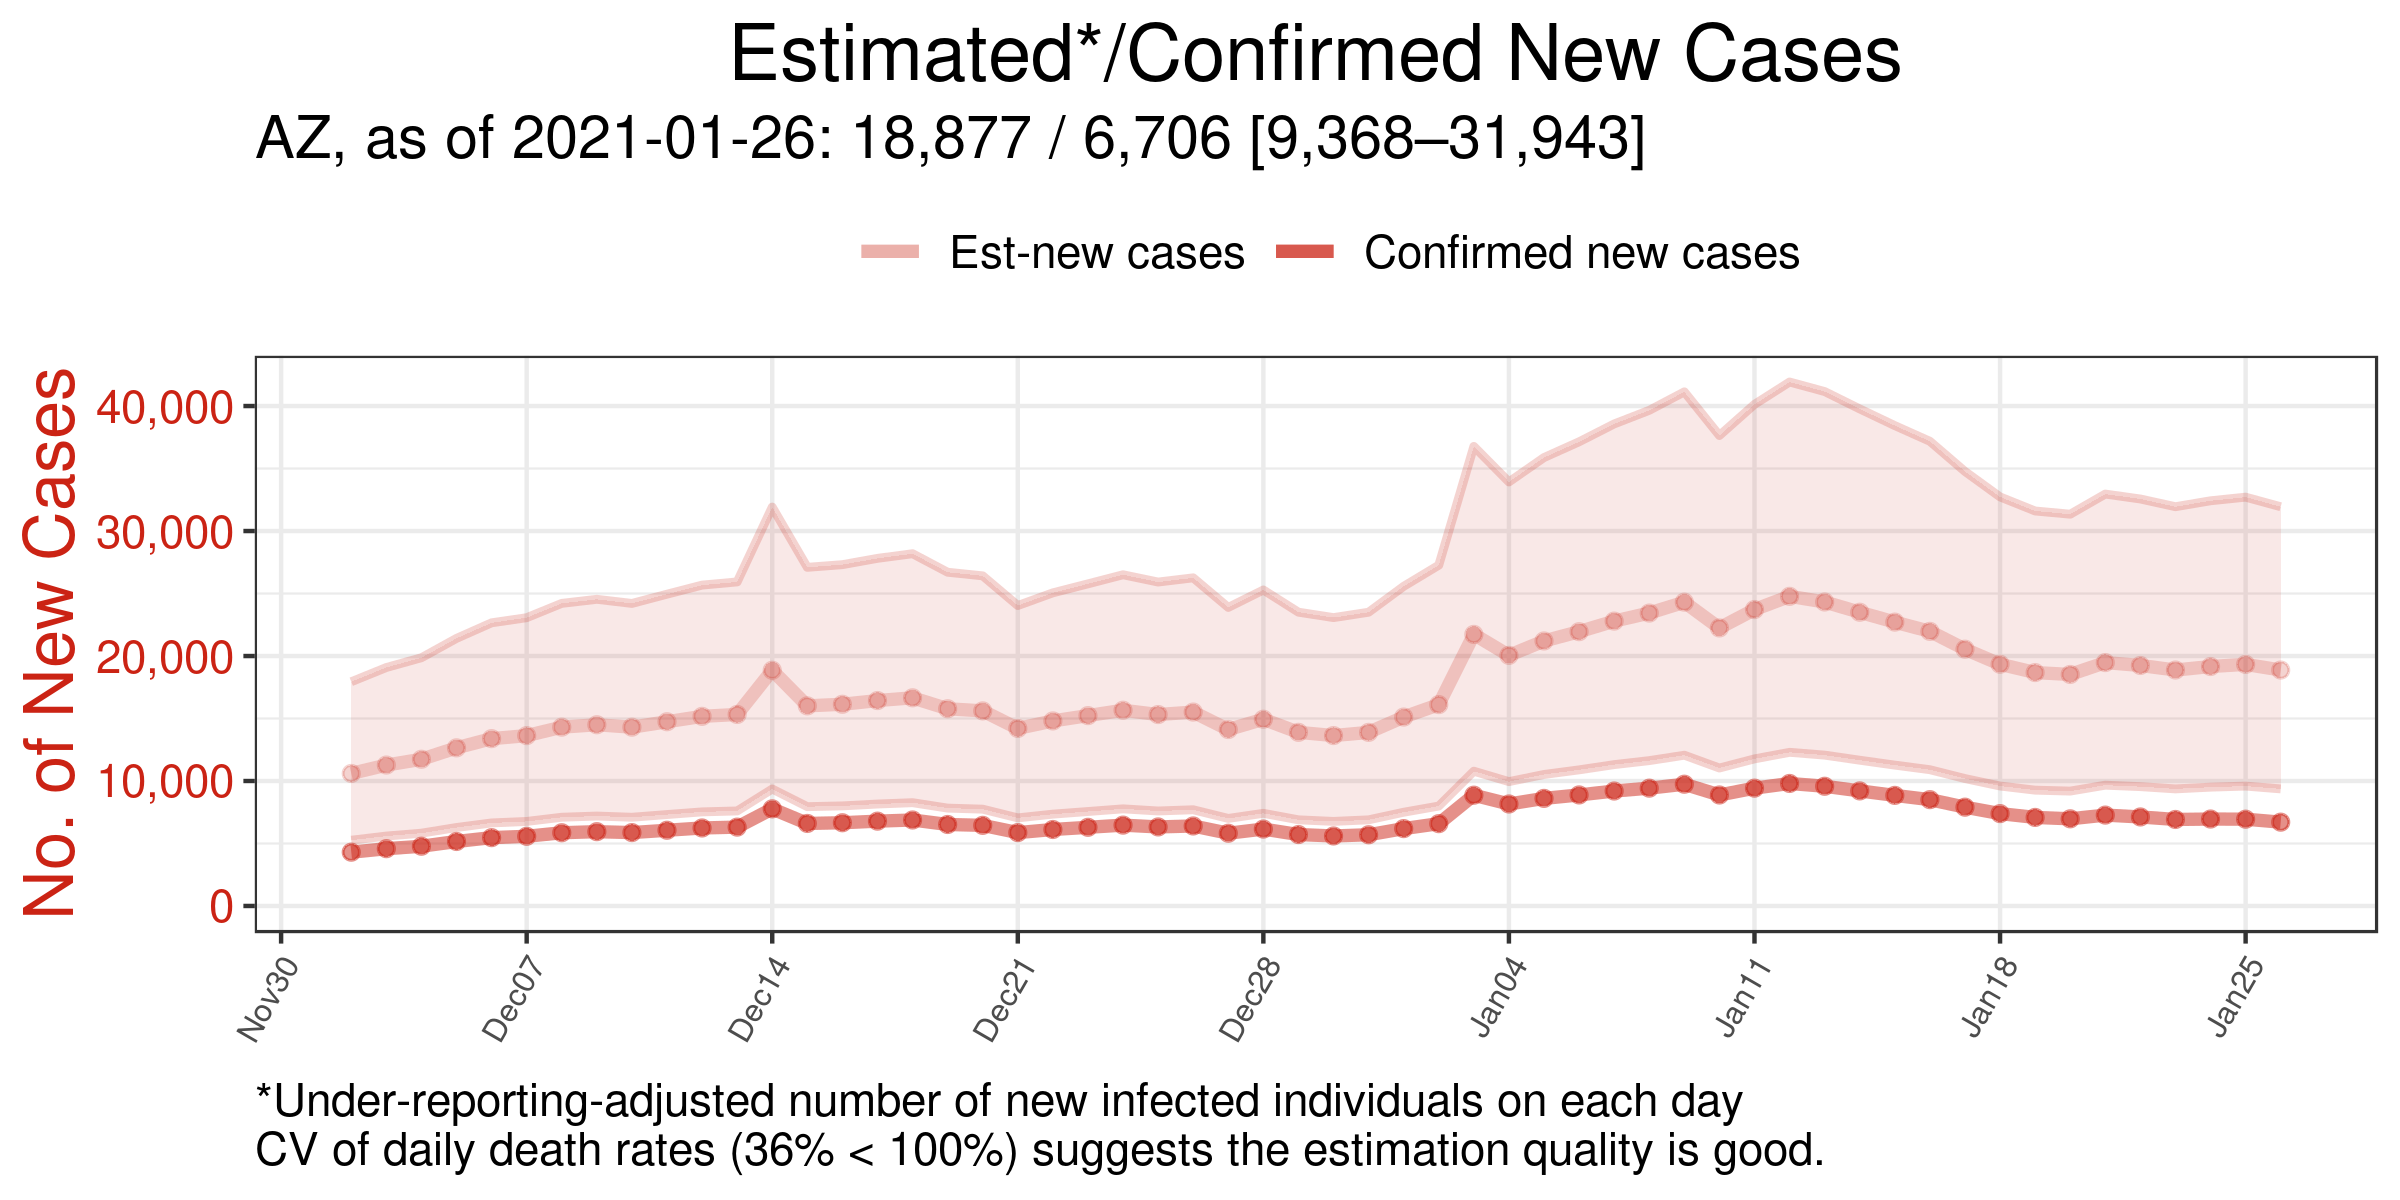 Estimated*/Confirmed New Cases
AZ, as of 2021-01-26: 18,877 / 6,706 [9,368–31,943]
Est-new cases Confirmed new cases
No. of New Cases
40,000
30,000
20,000
10,000
0
Nov30 Dec07 Dec14 Dec21 Dec28 Jan04 Jan11 Jan18 Jan25
*Under-reporting-adjusted number of new infected individuals on each day
CV of daily death rates (36% < 100%) suggests the estimation quality is good.